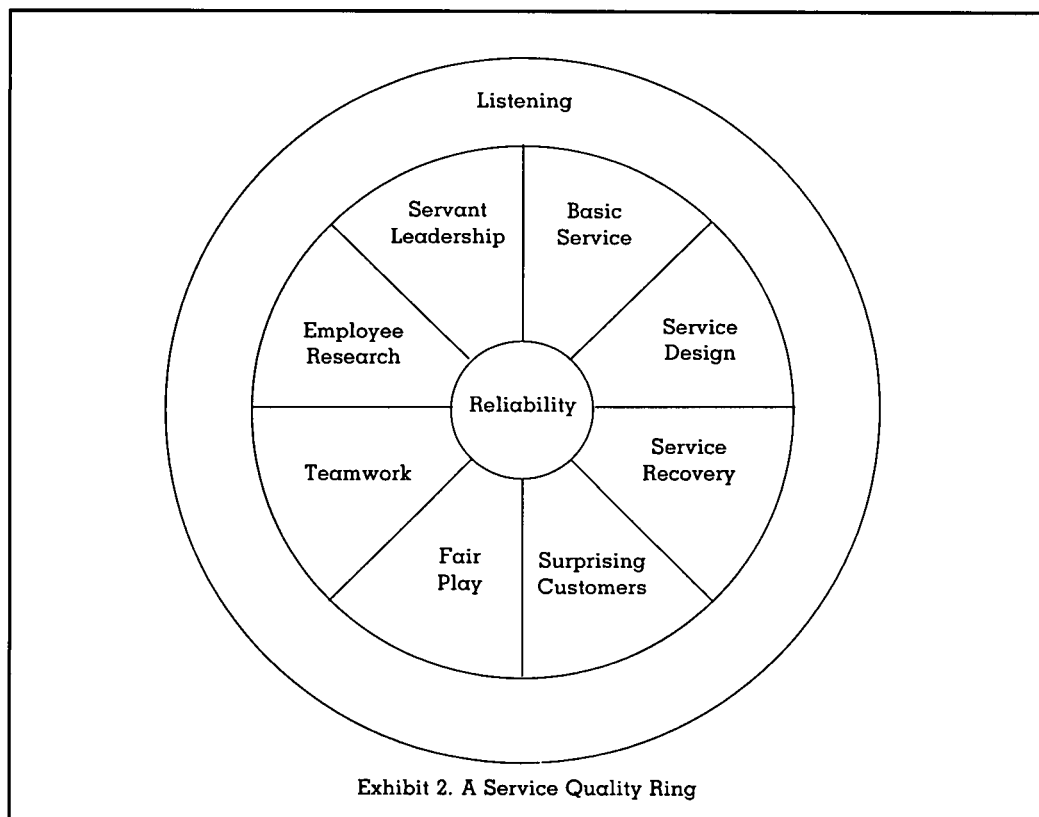 Listening
Servant
Leadership
Basic
Service
Employee
Research
Service
Design
Reliability
Teamwork
Service
Recovery
Fair
Play
Surprising
Customers
Exhibit 2. A Service Quality Ring